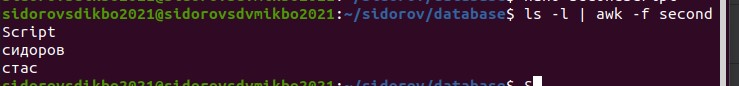 sidorovsdikbo2021@sidorovsdvmikbo2021:~/sidorov/database$ ls -l | awk -f second
Script
сидоров
стас
sidorovsdikbo2021@sidorovsdvmikbo2021:~/sidorov/database$ S